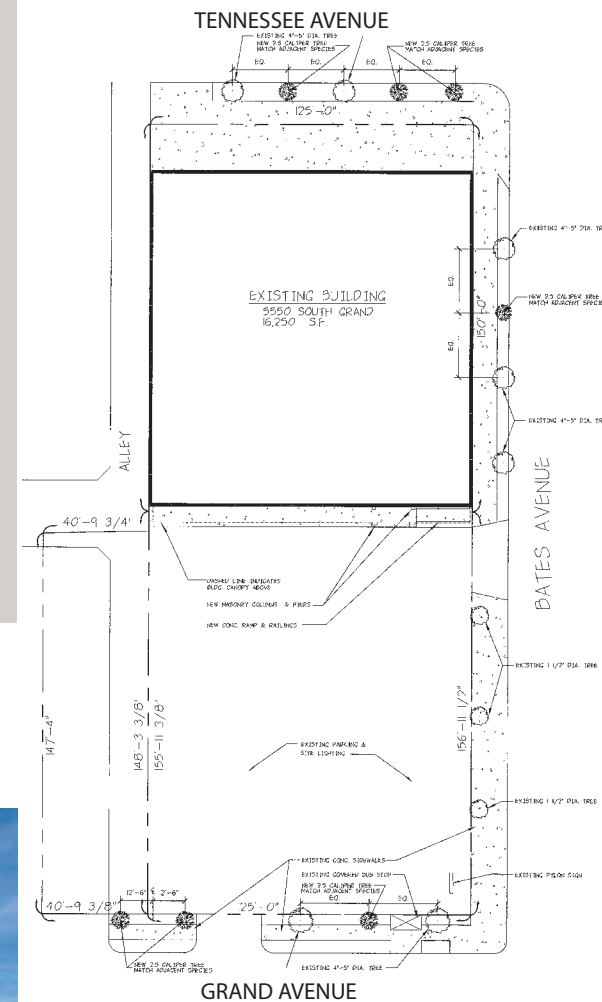 TENNESSEE AVENUE
EXISTING 4"-5" DIA. TREE
NEW 2.5 CALIPER TREE
MATCH ADJACENT SPECIES
NEW 2.5 CALIPER TREE
MATCH ADJACENT SPECIES
EQ.
EQ.
EQ.
EQ.
125'-0"
EXISTING 4"-5" DIA. TR
EQ.
NEW 2.5 CALIPER TREE
MATCH ADJACENT SPECIES
EXISTING BUILDING
5550 SOUTH GRAND
16,250 S.F.
150'-0"
EQ.
EXISTING 4"-5" DIA. TR
ALLEY
BATES AVENUE
40'-9 3/4"
DASHED LINE INDICATES
BLDG. CANOPY ABOVE
NEW MASONRY COLUMNS & PIERS
NEW CONC. RAMP & RAILINGS
EXISTING 1 1/2" DIA. TREE
147'-4"
148'-3 3/8"
155'-11 3/8"
156'-11 1/2"
EXISTING PARKING &
SITE LIGHTING
EXISTING 1 1/2" DIA. TREE
EXISTING CONC. SIDEWALKS
EXISTING COVERED BUS STOP
EXISTING PYLON SIGN
NEW 2.5 CALIPER TREE
MATCH ADJACENT SPECIES
12'-6"
2'-6"
40'-9 3/8"
25'-0"
EQ.
EQ.
NEW 2.5 CALIPER TREE
MATCH ADJACENT SPECIES
EXISTING 4"-5" DIA. TREE
GRAND AVENUE